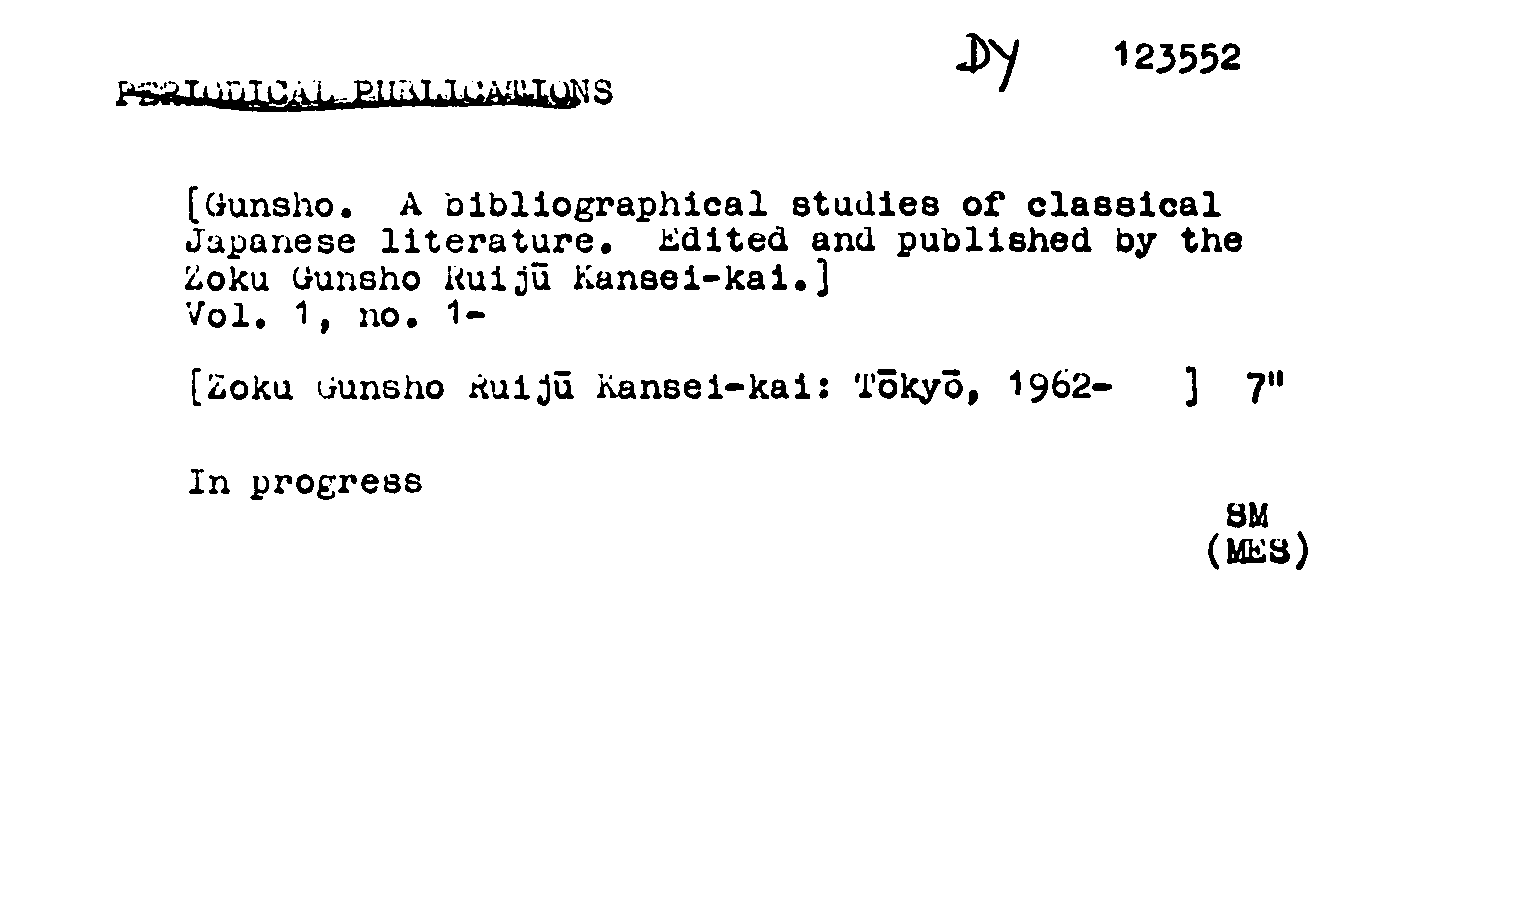 DY 123552
PERIODICAL PUBLICATIONS
[Gunsho. A bibliographical studies of classical
Japanese literature. Edited and published by the
Zoku Gunsho Ruijū Kansei-kai.]
Vol. 1, no. 1-
[Zoku Gunsho Ruijū Kansei-kai: Tōkyō, 1962- ] 7"
In progress
SM
(MES)